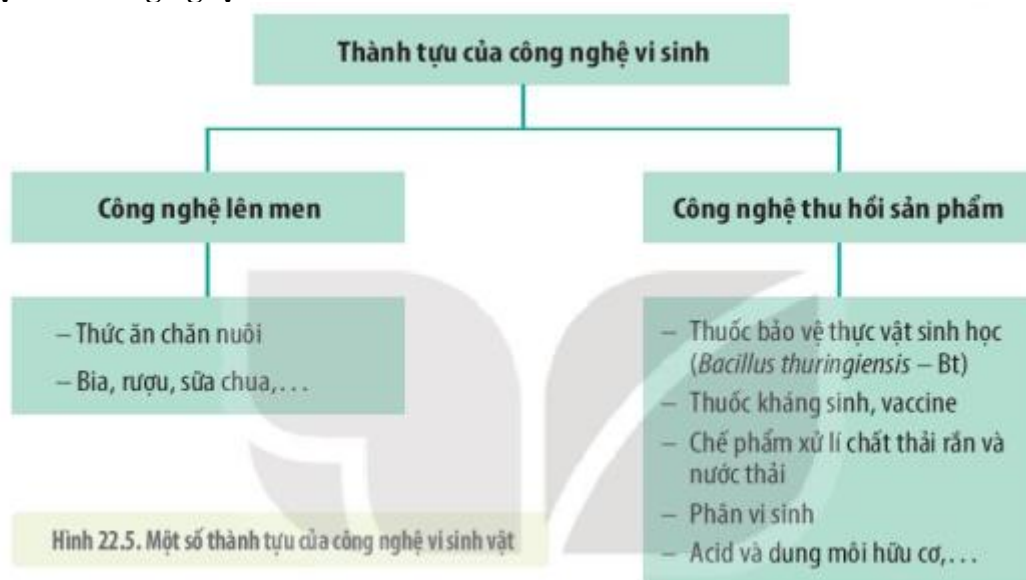 Thành tựu của công nghệ vi sinh
Công nghệ lên men
– Thức ăn chăn nuôi
– Bia, rượu, sữa chua,...
Công nghệ thu hồi sản phẩm
– Thuốc bảo vệ thực vật sinh học
(Bacillus thuringiensis – Bt)
– Thuốc kháng sinh, vaccine
– Chế phẩm xử lí chất thải rắn và
nước thải
– Phân vi sinh
– Acid và dung môi hữu cơ,...
Hình 22.5. Một số thành tựu của công nghệ vi sinh vật